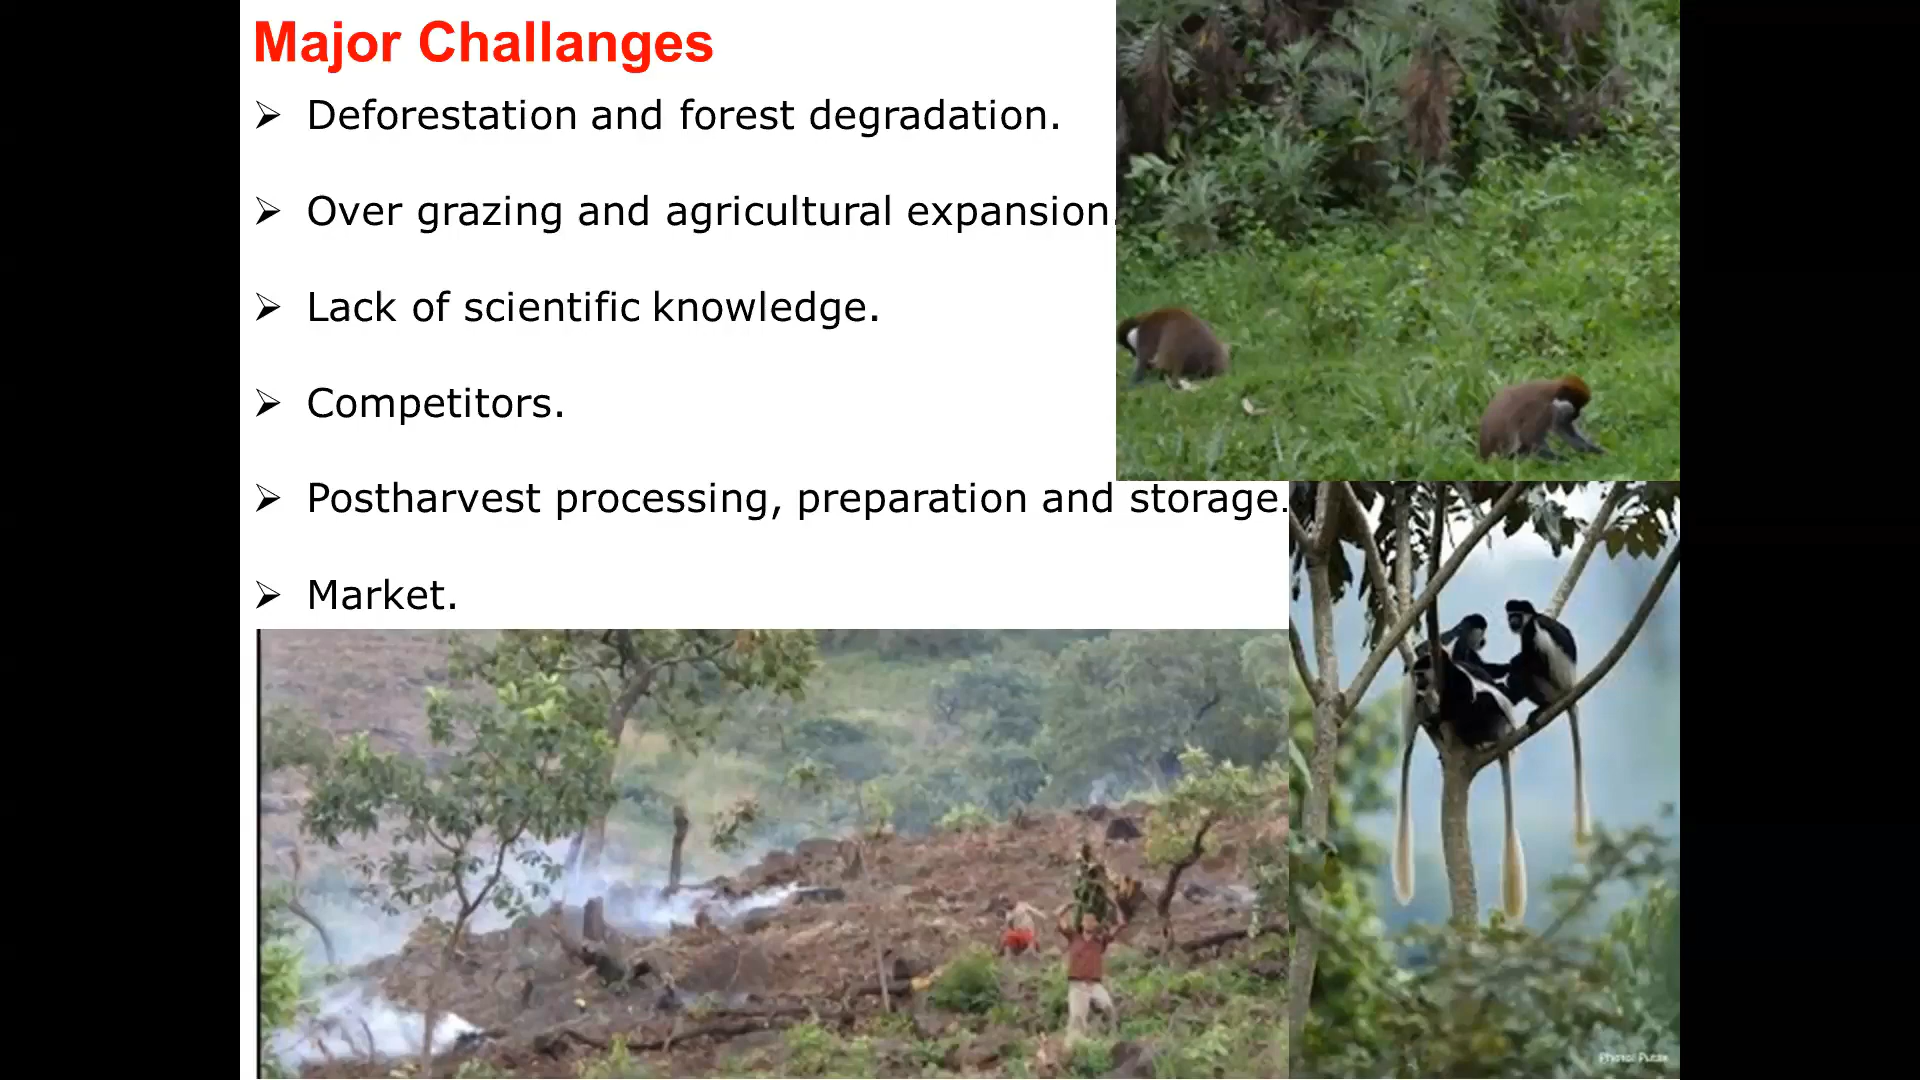 Major Challanges
➢ Deforestation and forest degradation.
➢ Over grazing and agricultural expansion.
➢ Lack of scientific knowledge.
➢ Competitors.
➢ Postharvest processing, preparation and storage.
➢ Market.